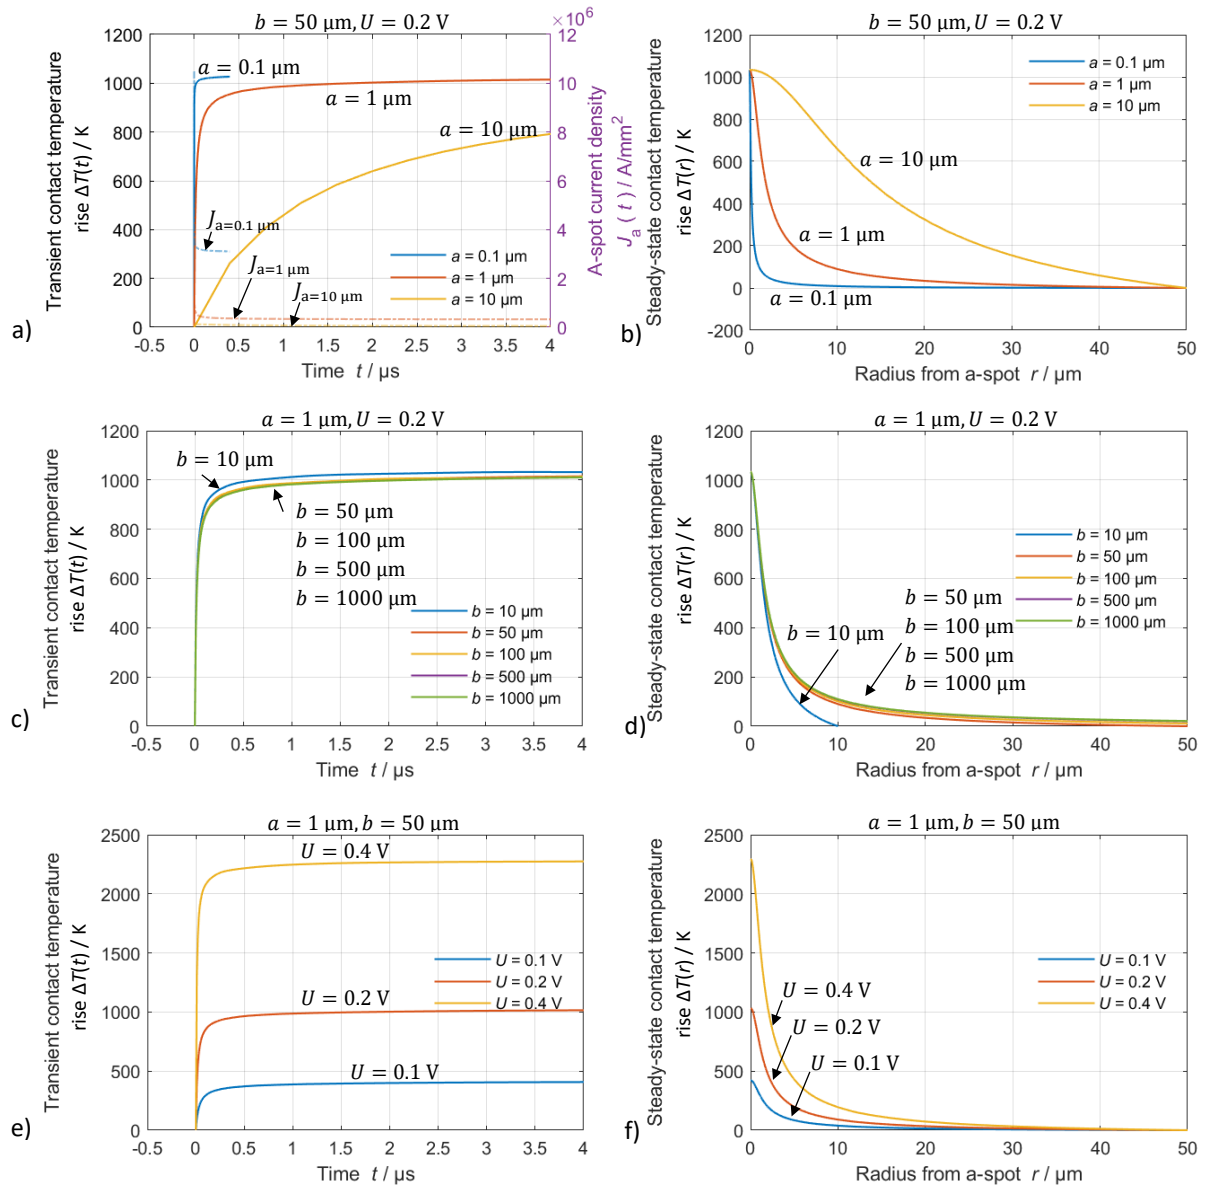 b = 50 µm, U = 0.2 V
×10⁶
Transient contact temperature
rise ΔT(t) / K
1200
1000
800
600
400
200
0
-0.5
0
0.5
1
1.5
2
2.5
3
3.5
4
Time t / µs
12
10
8
6
4
2
0
A-spot current density
Jₐ ( t ) / A/mm²
a = 0.1 µm
a = 1 µm
a = 10 µm
Ja=0.1 µm
Ja=1 µm
Ja=10 µm
a = 0.1 µm
a = 1 µm
a = 10 µm
a)
b = 50 µm, U = 0.2 V
Steady-state contact temperature
rise ΔT(r) / K
1200
1000
800
600
400
200
0
-200
0
10
20
30
40
50
Radius from a-spot r / µm
a = 0.1 µm
a = 1 µm
a = 10 µm
a = 10 µm
a = 1 µm
a = 0.1 µm
b)
a = 1 µm, U = 0.2 V
Transient contact temperature
rise ΔT(t) / K
1200
1000
800
600
400
200
0
-0.5
0
0.5
1
1.5
2
2.5
3
3.5
4
Time t / µs
b = 10 µm
b = 50 µm
b = 100 µm
b = 500 µm
b = 1000 µm
b = 10 µm
b = 50 µm
b = 100 µm
b = 500 µm
b = 1000 µm
c)
a = 1 µm, U = 0.2 V
Steady-state contact temperature
rise ΔT(r) / K
1200
1000
800
600
400
200
0
0
10
20
30
40
50
Radius from a-spot r / µm
b = 10 µm
b = 50 µm
b = 100 µm
b = 500 µm
b = 1000 µm
b = 10 µm
b = 50 µm
b = 100 µm
b = 500 µm
b = 1000 µm
d)
a = 1 µm, b = 50 µm
Transient contact temperature
rise ΔT(t) / K
2500
2000
1500
1000
500
0
-0.5
0
0.5
1
1.5
2
2.5
3
3.5
4
Time t / µs
U = 0.4 V
U = 0.1 V
U = 0.2 V
U = 0.4 V
U = 0.2 V
U = 0.1 V
e)
a = 1 µm, b = 50 µm
Steady-state contact temperature
rise ΔT(r) / K
2500
2000
1500
1000
500
0
0
10
20
30
40
50
Radius from a-spot r / µm
U = 0.1 V
U = 0.2 V
U = 0.4 V
U = 0.4 V
U = 0.2 V
U = 0.1 V
f)